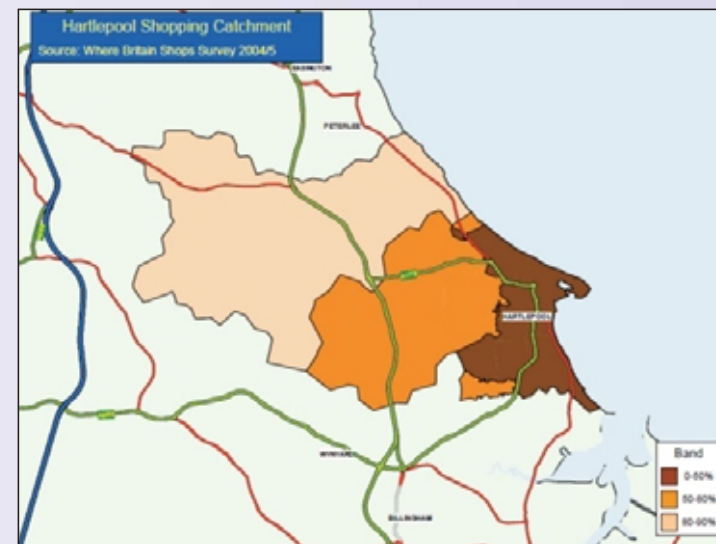 Hartlepool Shopping Catchment
Source: Where Britain Shops Survey 2004/5
PETERLEE
HARTLEPOOL
BILLINGHAM
Band
0-50%
50-80%
80-90%